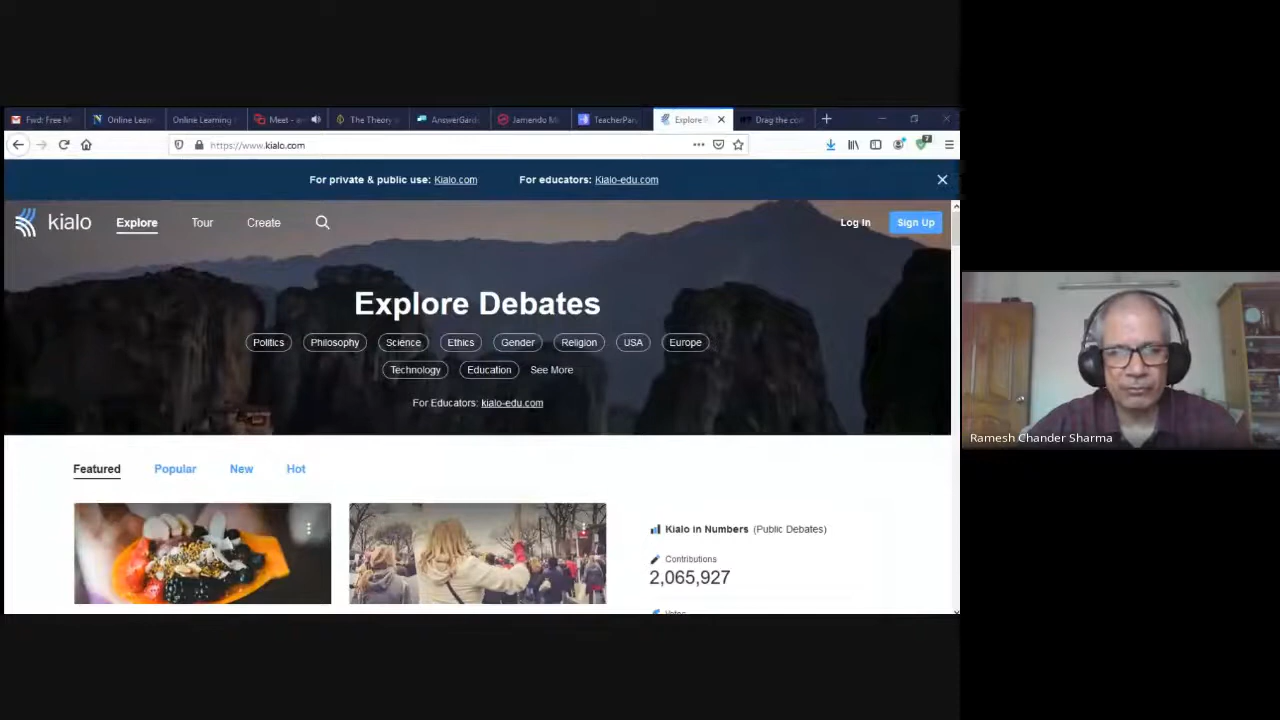 Fwd: Free M
Online Learn
Online Learning
Meet -
The Theory
AnswerGard
Jamendo M
TeacherPar
Explore
Drag the co
https://www.kialo.com
7
For private & public use: Kialo.com
For educators: Kialo-edu.com
kialo
Explore
Tour
Create
Log In
Sign Up
Explore Debates
Politics
Philosophy
Science
Ethics
Gender
Religion
USA
Europe
Technology
Education
See More
For Educators: kialo-edu.com
Featured
Popular
New
Hot
Kialo in Numbers (Public Debates)
Contributions
2,065,927
Ramesh Chander Sharma